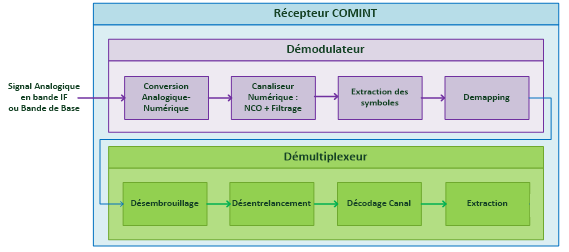 Récepteur COMINT
Démodulateur
Signal Analogique
en bande IF
ou Bande de Base
Conversion
Analogique-
Numérique
Canaliseur
Numérique :
NCO + Filtrage
Extraction des
symboles
Demapping
Démultiplexeur
Désembrouillage
Désentrelancement
Décodage Canal
Extraction